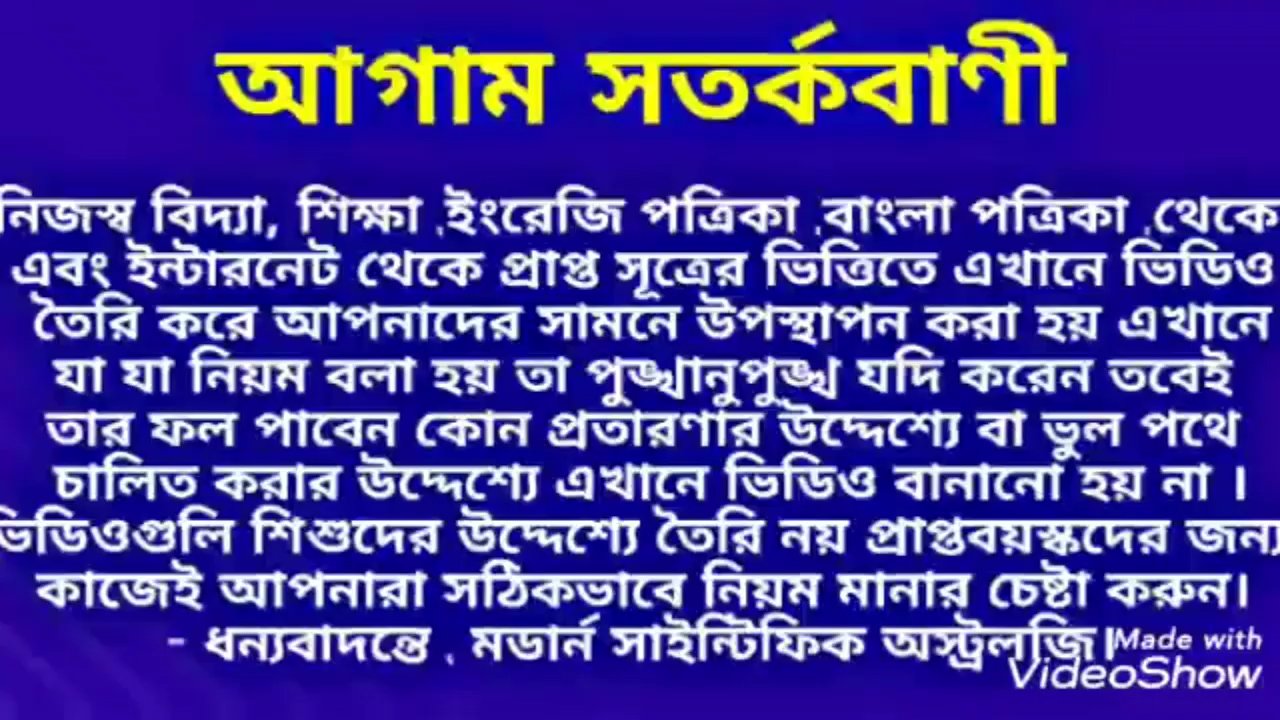 আগাম সতর্কবাণী
নিজস্ব বিদ্যা, শিক্ষা ,ইংরেজি পত্রিকা ,বাংলা পত্রিকা ,থেকে
এবং ইন্টারনেট থেকে প্রাপ্ত সূত্রের ভিত্তিতে এখানে ভিডিও
তৈরি করে আপনাদের সামনে উপস্থাপন করা হয় এখানে
যা যা নিয়ম বলা হয় তা পুঙ্খানুপুঙ্খ যদি করেন তবেই
তার ফল পাবেন কোন প্রতারণার উদ্দেশ্যে বা ভুল পথে
চালিত করার উদ্দেশ্যে এখানে ভিডিও বানানো হয় না ।
ভিডিওগুলি শিশুদের উদ্দেশ্যে তৈরি নয় প্রাপ্তবয়স্কদের জন্য
কাজেই আপনারা সঠিকভাবে নিয়ম মানার চেষ্টা করুন।
- ধন্যবাদন্তে , মডার্ন সাইন্টিফিক অস্ট্রলজি।
Made with
VideoShow